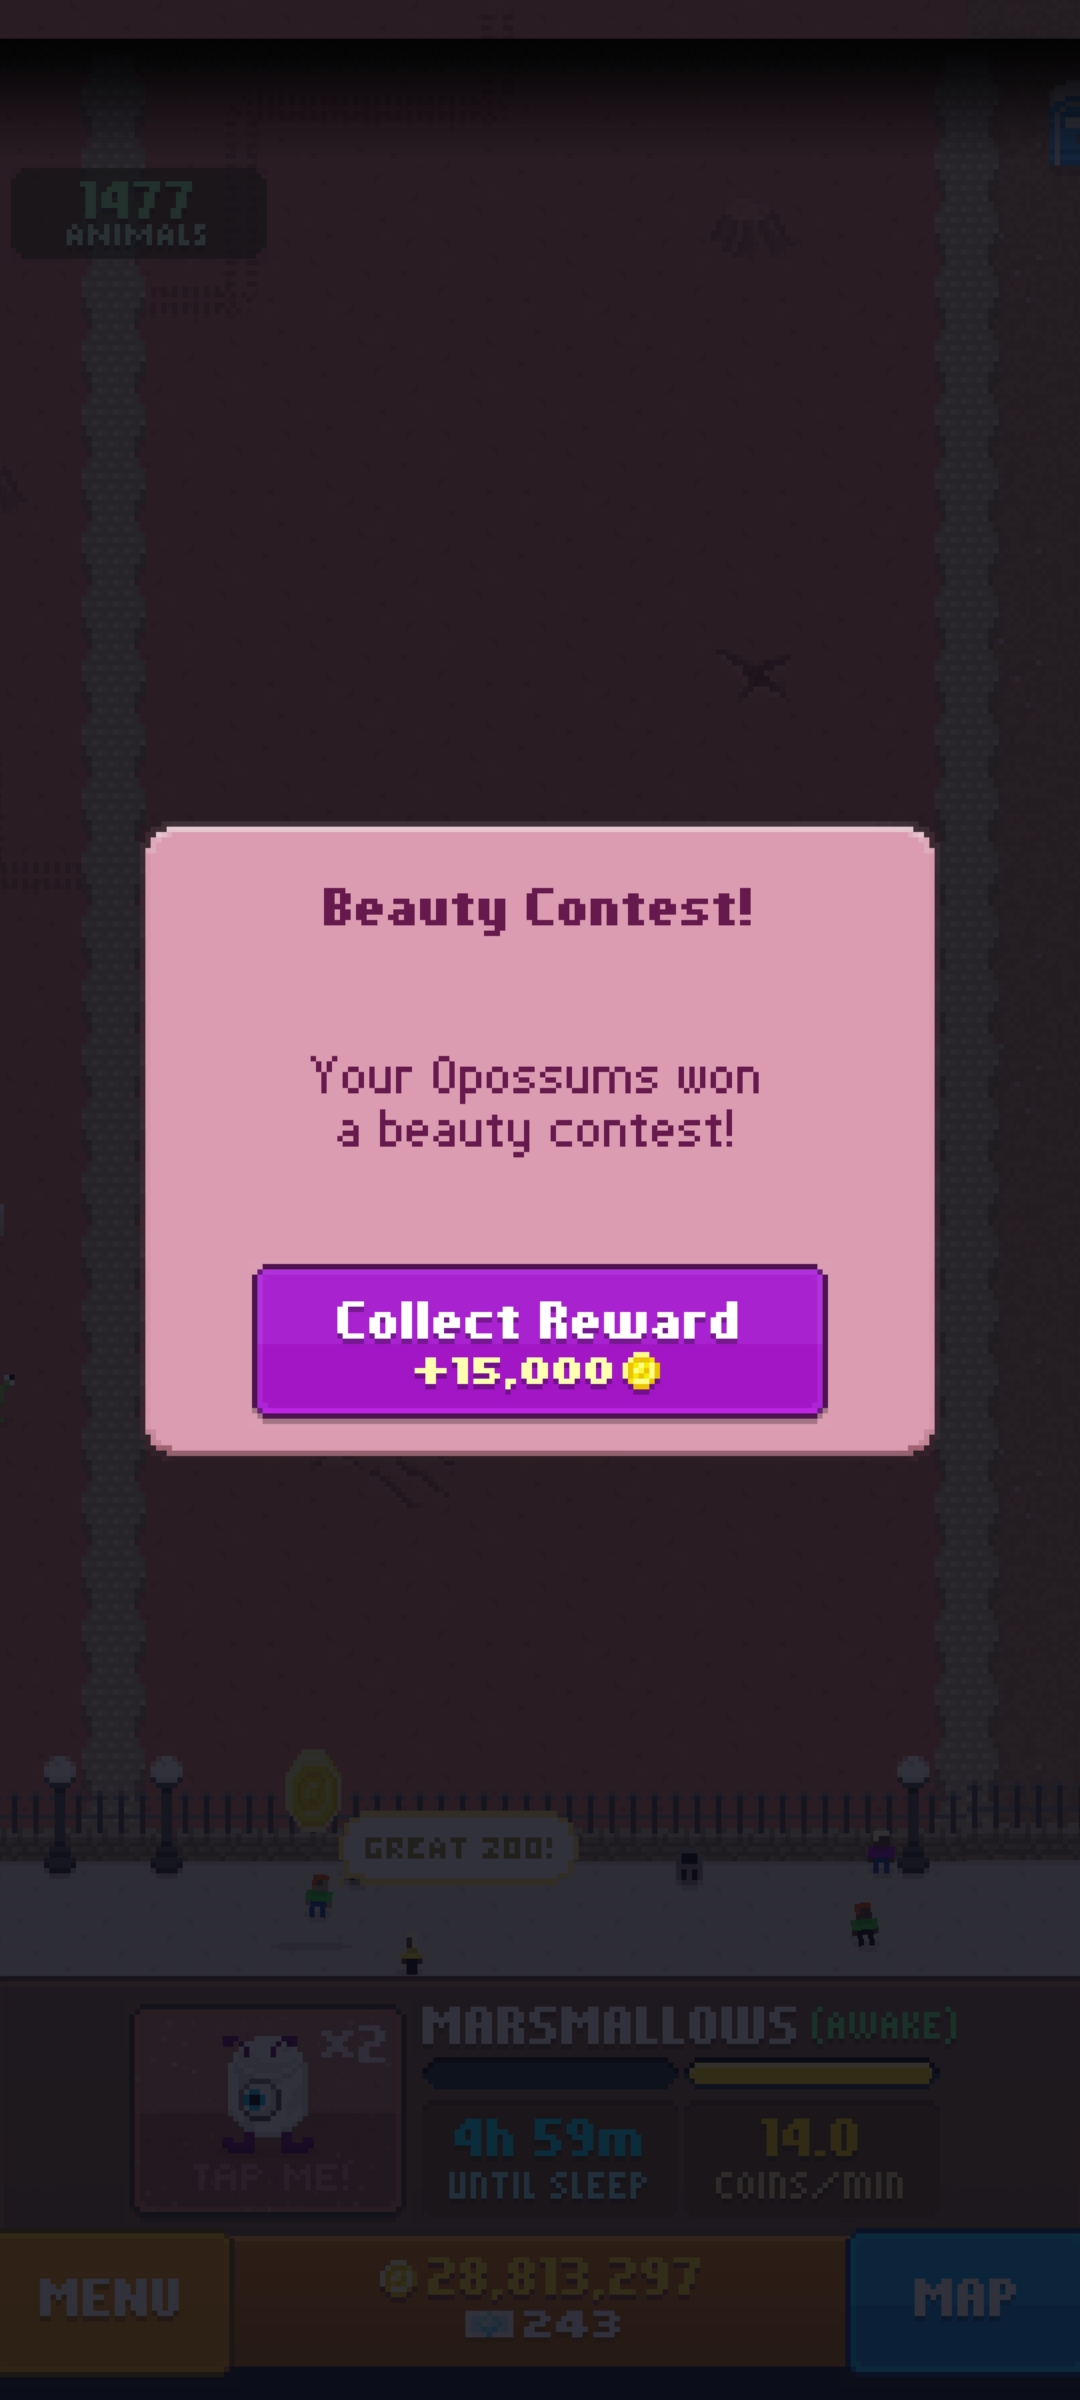 1477
ANIMALS
Beauty Contest!
Your Opossums won
a beauty contest!
Collect Reward
+15,000
GREAT ZOO!
x2
MARSMALLOWS (AWAKE)
TAP ME!
4h 59m
UNTIL SLEEP
14.0
COINS/MIN
MENU
28,813,297
243
MAP